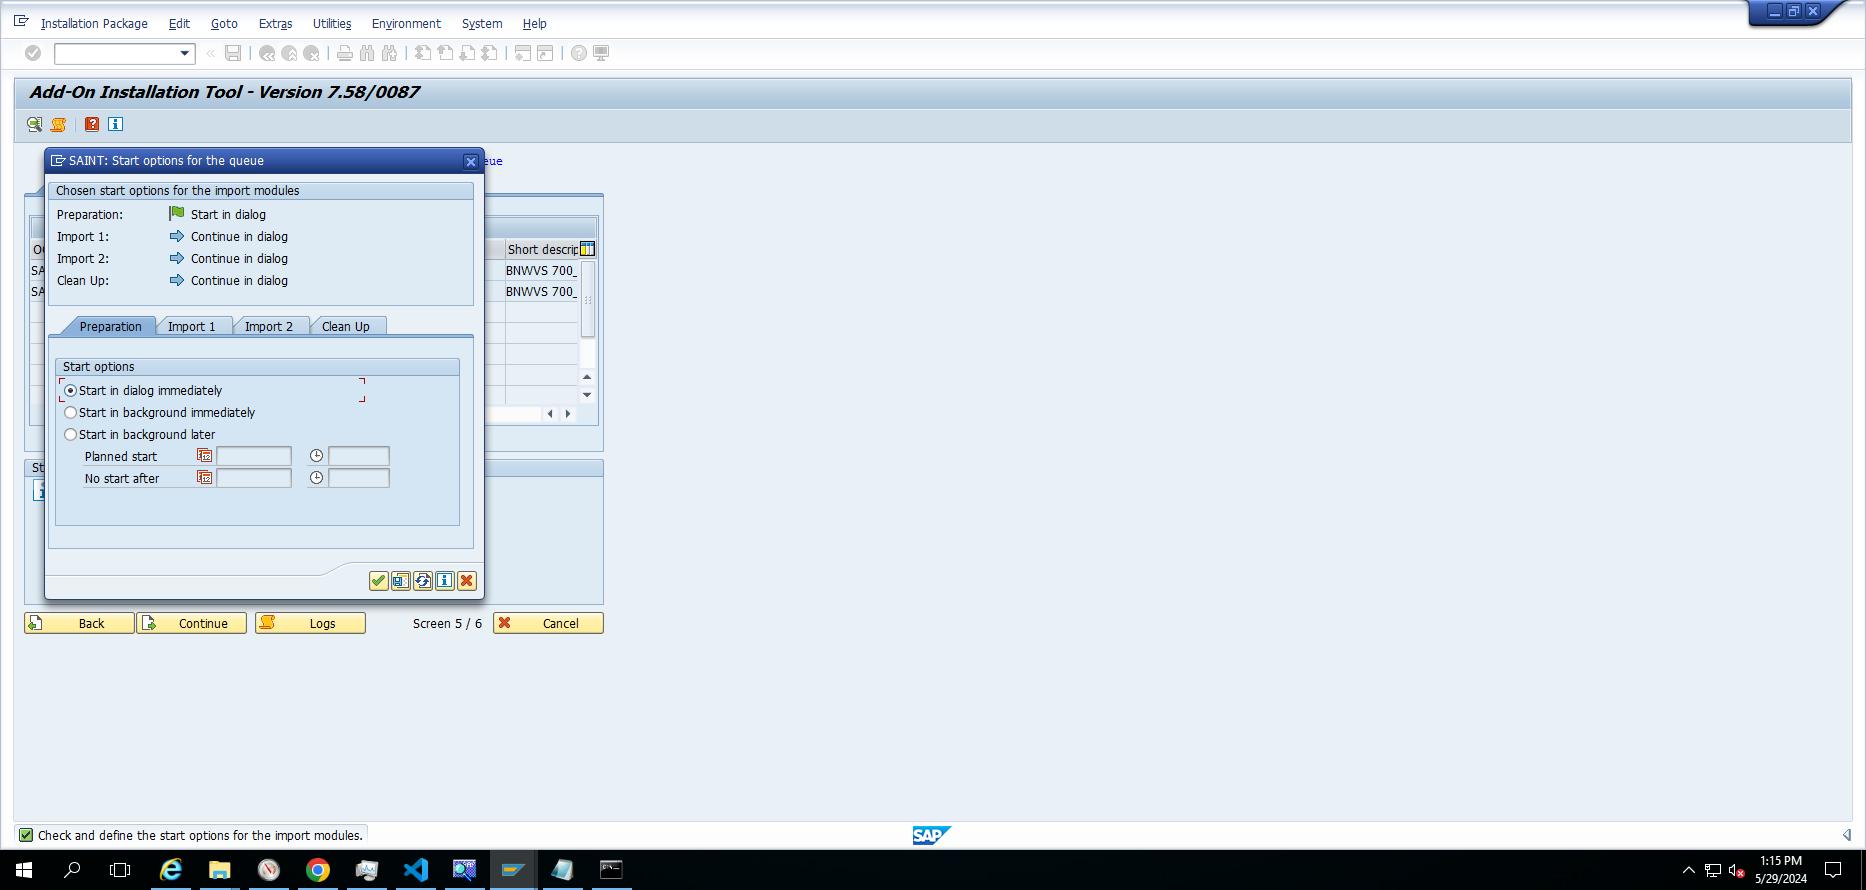 Installation Package Edit Goto Extras Utilities Environment System Help
Add-On Installation Tool - Version 7.58/0087
SAINT: Start options for the queue
eue
Chosen start options for the import modules
Preparation: Start in dialog
Import 1: Continue in dialog
Import 2: Continue in dialog
Clean Up: Continue in dialog
Short descrip
BNWVS 700_
BNWVS 700_
SA
SA
Preparation Import 1 Import 2 Clean Up
Start options
Start in dialog immediately
Start in background immediately
Start in background later
Planned start
No start after
St
Back Continue Logs Screen 5 / 6 Cancel
Check and define the start options for the import modules.
SAP
1:15 PM
5/29/2024